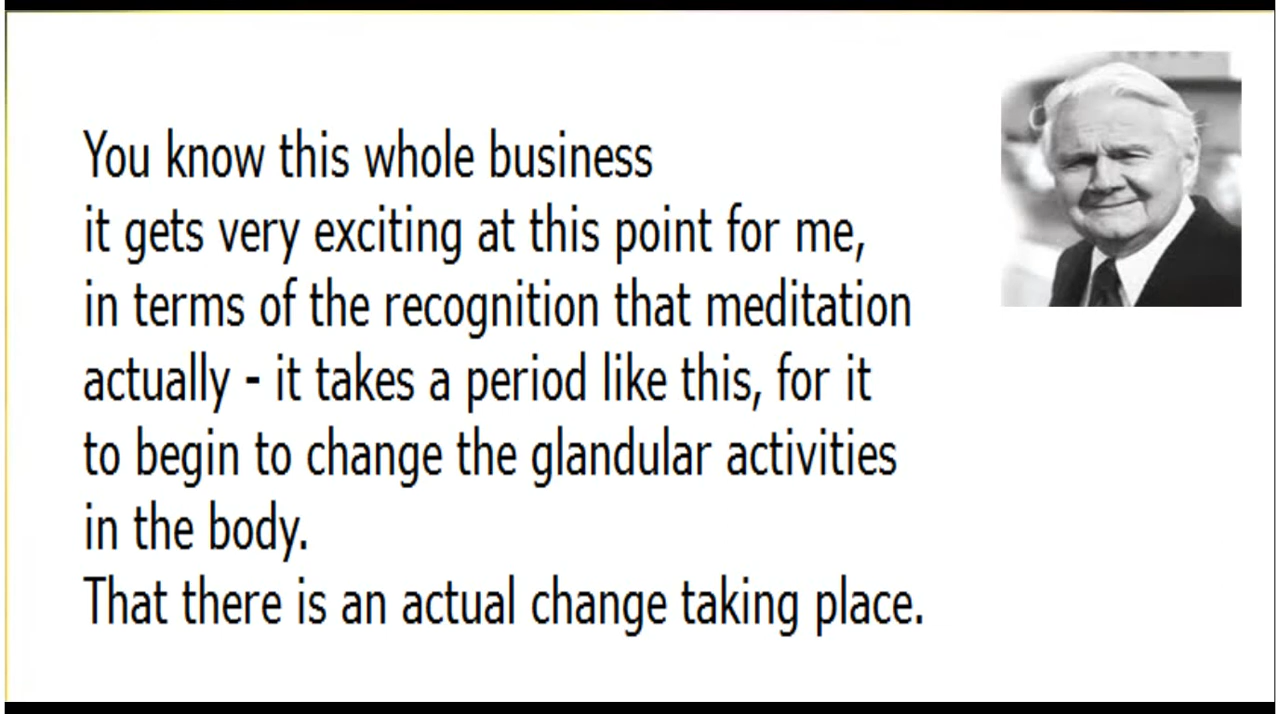 You know this whole business
it gets very exciting at this point for me,
in terms of the recognition that meditation
actually - it takes a period like this, for it
to begin to change the glandular activities
in the body.
That there is an actual change taking place.